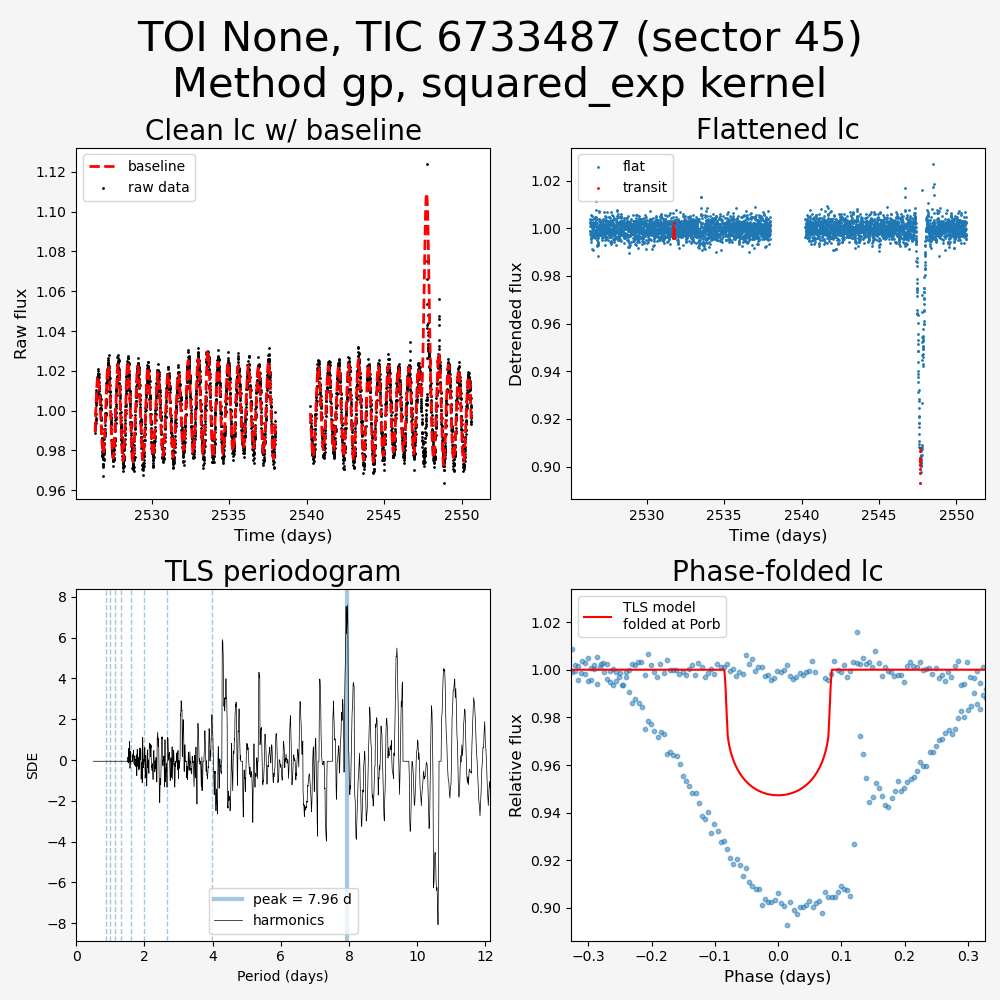 TOI None, TIC 6733487 (sector 45)
Method gp, squared_exp kernel
Clean lc w/ baseline
baseline
raw data
Raw flux
1.12
1.10
1.08
1.06
1.04
1.02
1.00
0.98
0.96
2530
2535
2540
2545
2550
Time (days)
Flattened lc
flat
transit
Detrended flux
1.02
1.00
0.98
0.96
0.94
0.92
0.90
2530
2535
2540
2545
2550
Time (days)
TLS periodogram
SDE
8
6
4
2
0
−2
−4
−6
−8
peak = 7.96 d
harmonics
0
2
4
6
8
10
12
Period (days)
Phase-folded lc
TLS model
folded at Porb
Relative flux
1.02
1.00
0.98
0.96
0.94
0.92
0.90
−0.3
−0.2
−0.1
0.0
0.1
0.2
0.3
Phase (days)